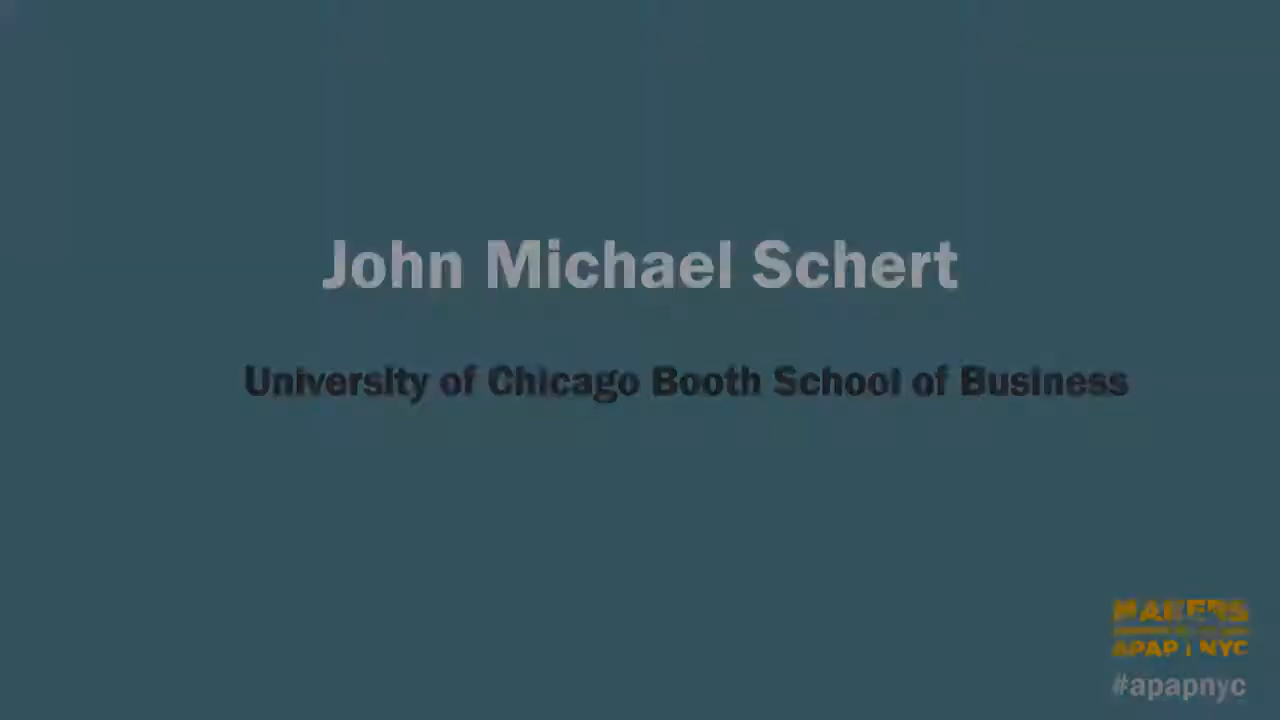 John Michael Schert
University of Chicago Booth School of Business
MAKERS
APAP | NYC
#apapnyc